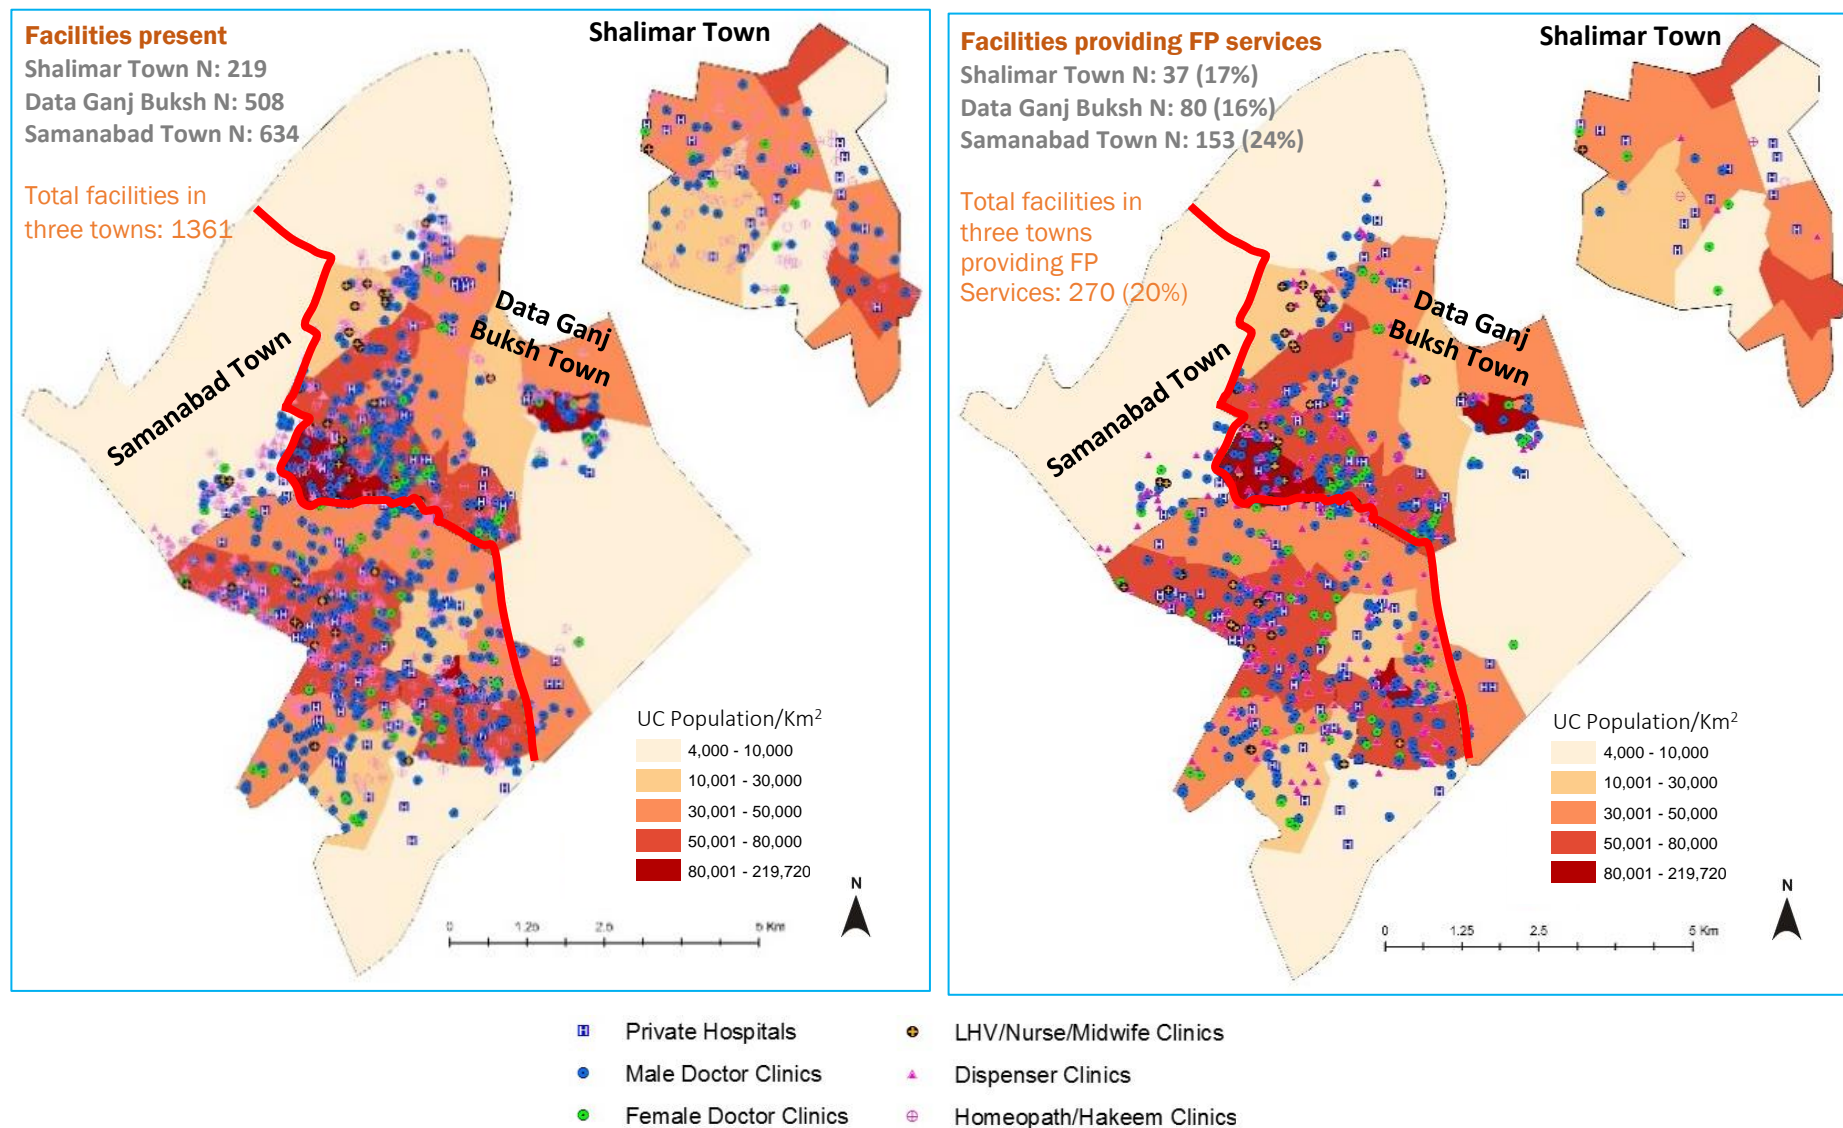 Facilities present
Shalimar Town N: 219
Data Ganj Buksh N: 508
Samanabad Town N: 634
Total facilities in
three towns: 1361
Shalimar Town
Data Ganj
Buksh Town
Samanabad Town
UC Population/Km2
4,000 - 10,000
10,001 - 30,000
30,001 - 50,000
50,001 - 80,000
80,001 - 219,720
N
0 1.25 2.5 5 Km
Facilities providing FP services
Shalimar Town N: 37 (17%)
Data Ganj Buksh N: 80 (16%)
Samanabad Town N: 153 (24%)
Total facilities in
three towns
providing FP
Services: 270 (20%)
Shalimar Town
Data Ganj
Buksh Town
Samanabad Town
UC Population/Km2
4,000 - 10,000
10,001 - 30,000
30,001 - 50,000
50,001 - 80,000
80,001 - 219,720
N
0 1.25 2.5 5 Km
H Private Hospitals
Male Doctor Clinics
Female Doctor Clinics
LHV/Nurse/Midwife Clinics
Dispenser Clinics
Homeopath/Hakeem Clinics